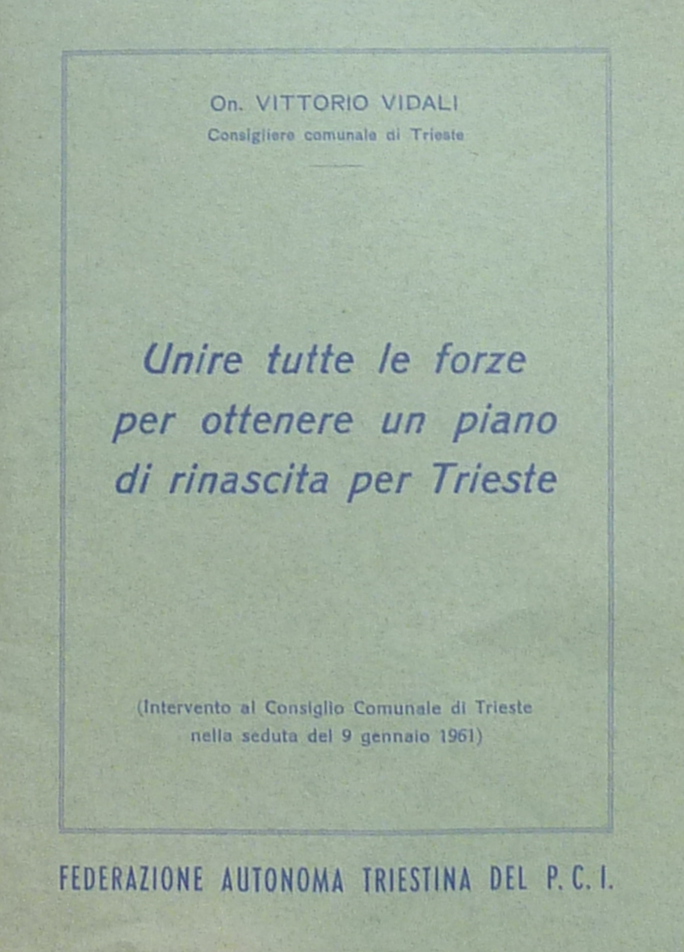 On. VITTORIO VIDALI
Consigliere comunale di Trieste
Unire tutte le forze
per ottenere un piano
di rinascita per Trieste
(Intervento al Consiglio Comunale di Trieste
nella seduta del 9 gennaio 1961)
FEDERAZIONE AUTONOMA TRIESTINA DEL P. C. I.